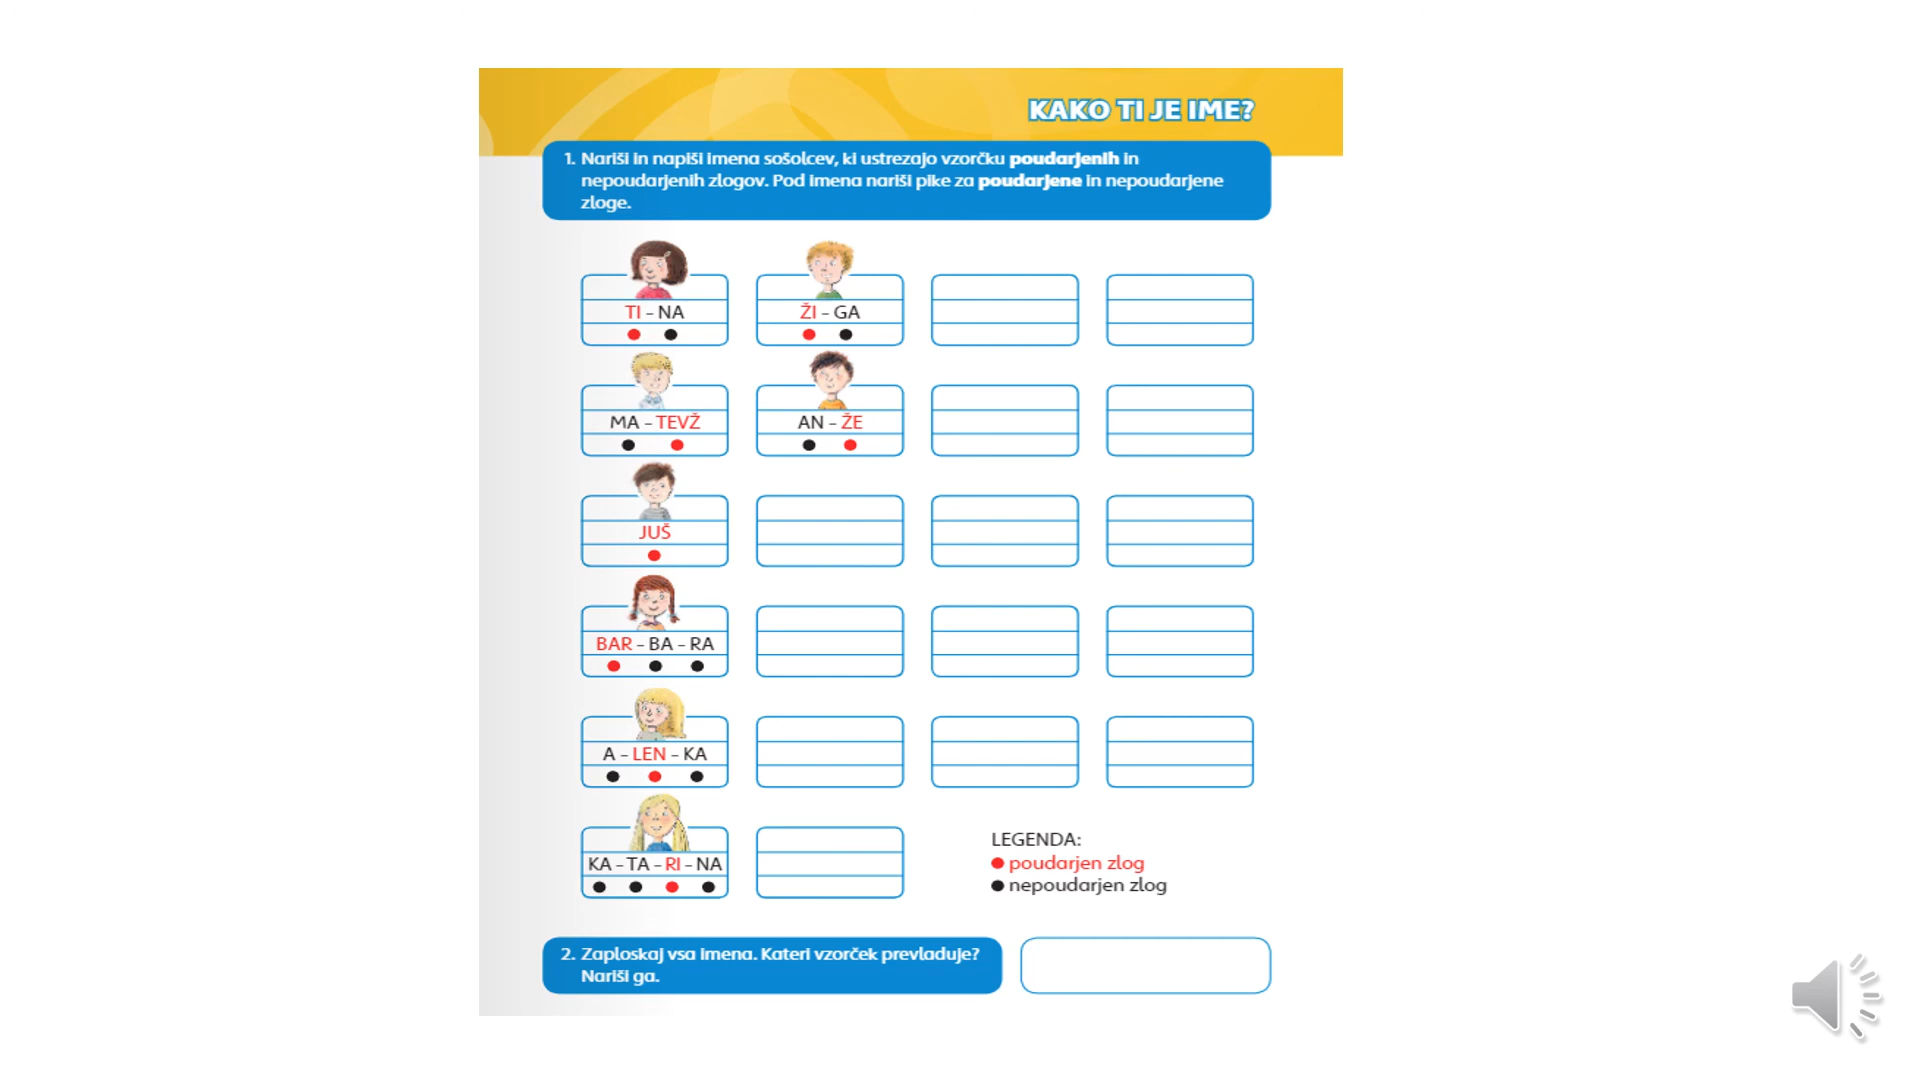 KAKO TI JE IME?
1. Nariši in napiši imena sošolcev, ki ustrezajo vzorčku poudarjenih in
nepoudarjenih zlogov. Pod imena nariši pike za poudarjene in nepoudarjene
zloge.
TI – NA
ŽI – GA
MA – TEVŽ
AN – ŽE
JUŠ
BAR – BA – RA
A – LEN – KA
KA – TA – RI – NA
LEGENDA:
poudarjen zlog
nepoudarjen zlog
2. Zaploskaj vsa imena. Kateri vzorček prevladuje?
Nariši ga.